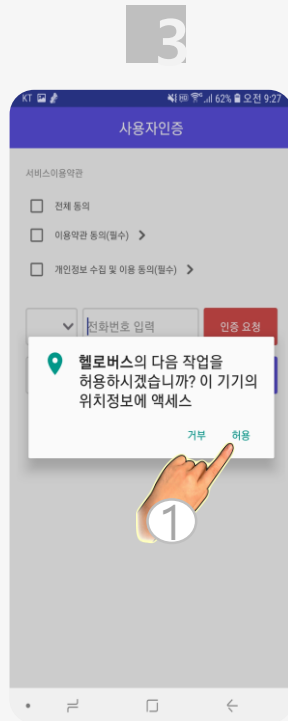 3
KT 62% 오전 9:27
사용자인증
서비스이용약관
전체 동의
이용약관 동의(필수)
개인정보 수집 및 이용 동의(필수)
전화번호 입력 인증 요청
헬로버스의 다음 작업을
허용하시겠습니까? 이 기기의
위치정보에 액세스
거부 허용
1